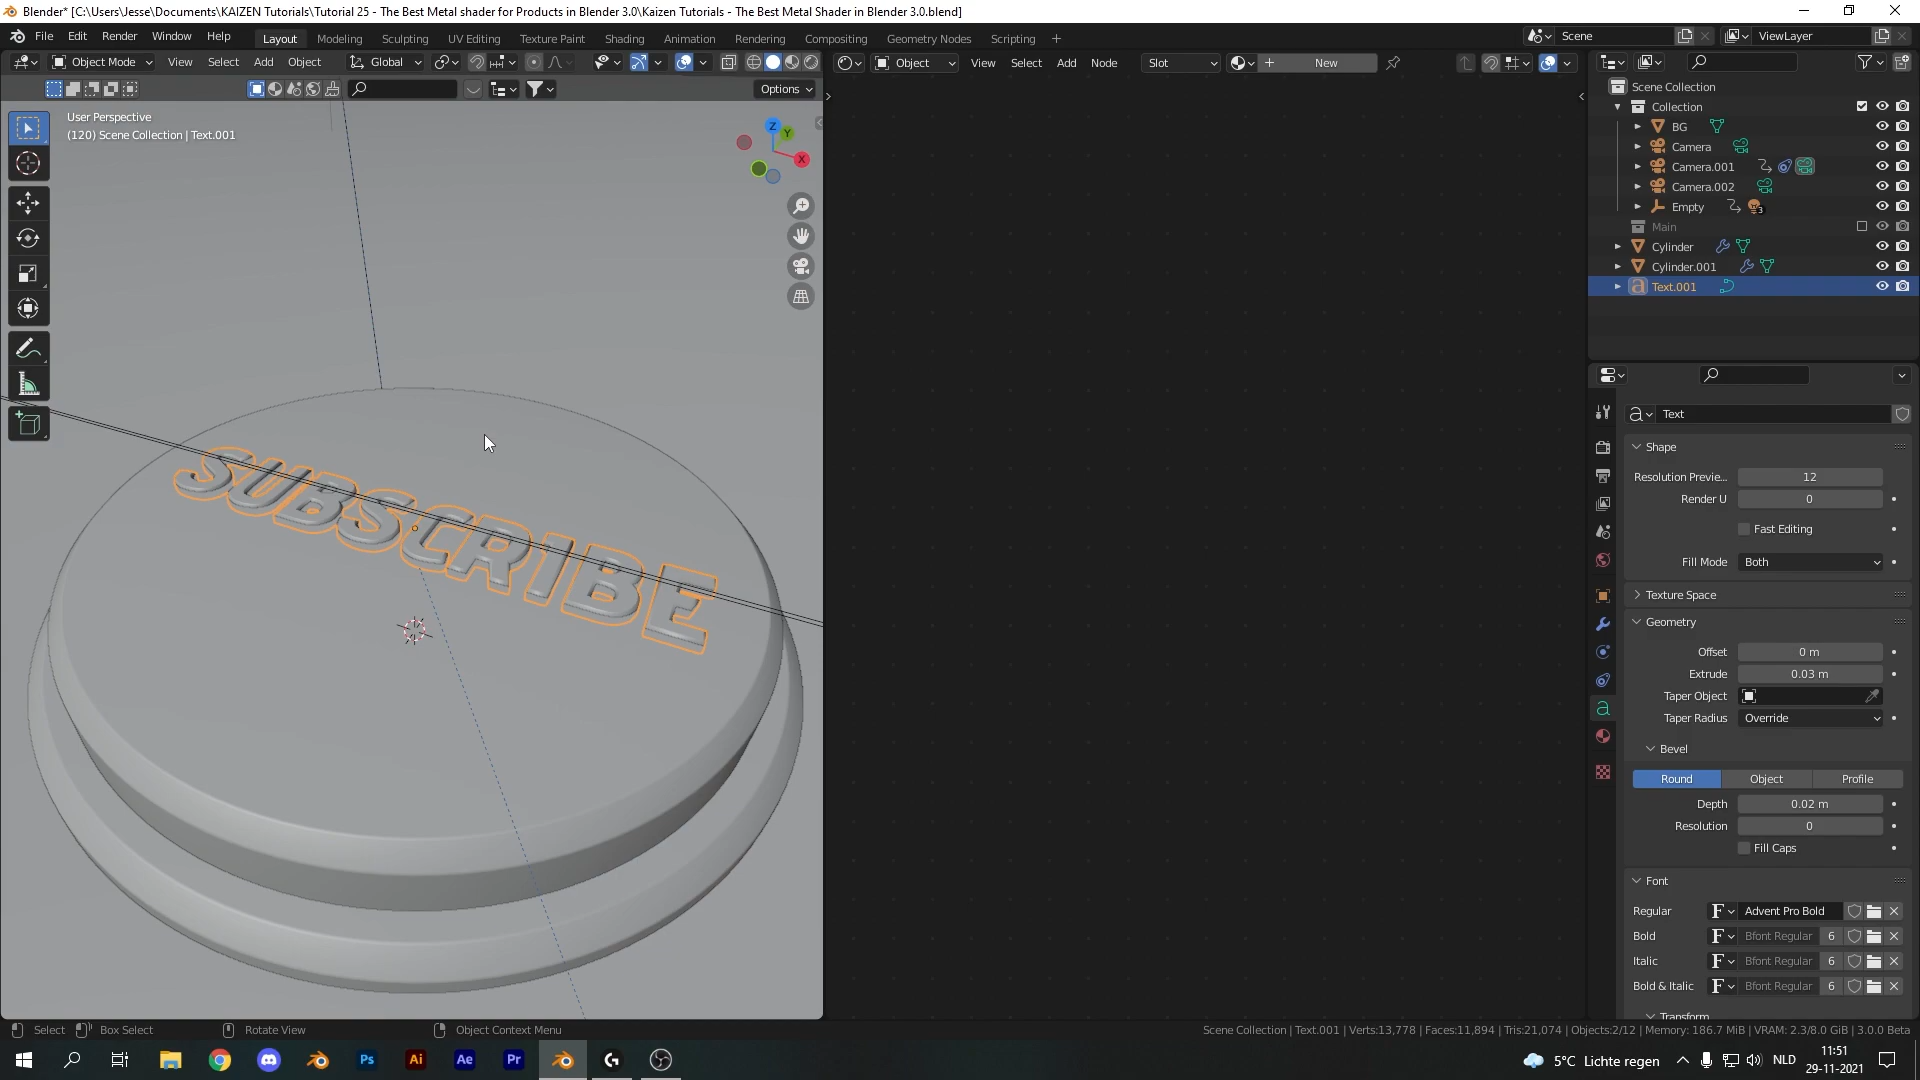 Blender* [C:\Users\Jesse\Documents\KAIZEN Tutorials\Tutorial 25 - The Best Metal shader for Products in Blender 3.0\Kaizen Tutorials - The Best Metal Shader in Blender 3.0.blend]
File Edit Render Window Help Layout Modeling Sculpting UV Editing Texture Paint Shading Animation Rendering Compositing Geometry Nodes Scripting + Scene ViewLayer
Object Mode View Select Add Object Global Object View Select Add Node Slot New
Options
User Perspective
(120) Scene Collection | Text.001
Z
Y
X
SUBSCRIBE
Scene Collection
Collection
BG
Camera
Camera.001
Camera.002
Empty 3
Main
Cylinder
Cylinder.001
Text.001
Text
Shape
Resolution Previe... 12
Render U 0
Fast Editing
Fill Mode Both
Texture Space
Geometry
Offset 0 m
Extrude 0.03 m
Taper Object
Taper Radius Override
Bevel
Round Object Profile
Depth 0.02 m
Resolution 0
Fill Caps
Font
Regular Advent Pro Bold
Bold Bfont Regular 6
Italic Bfont Regular 6
Bold & Italic Bfont Regular 6
Transform
Select Box Select Rotate View Object Context Menu Scene Collection | Text.001 | Verts:13,778 | Faces:11,894 | Tris:21,074 | Objects:2/12 | Memory: 186.7 MiB | VRAM: 2.3/8.0 GiB | 3.0.0 Beta
Ps Ai Ae Pr 5°C Lichte regen NLD 11:51
29-11-2021